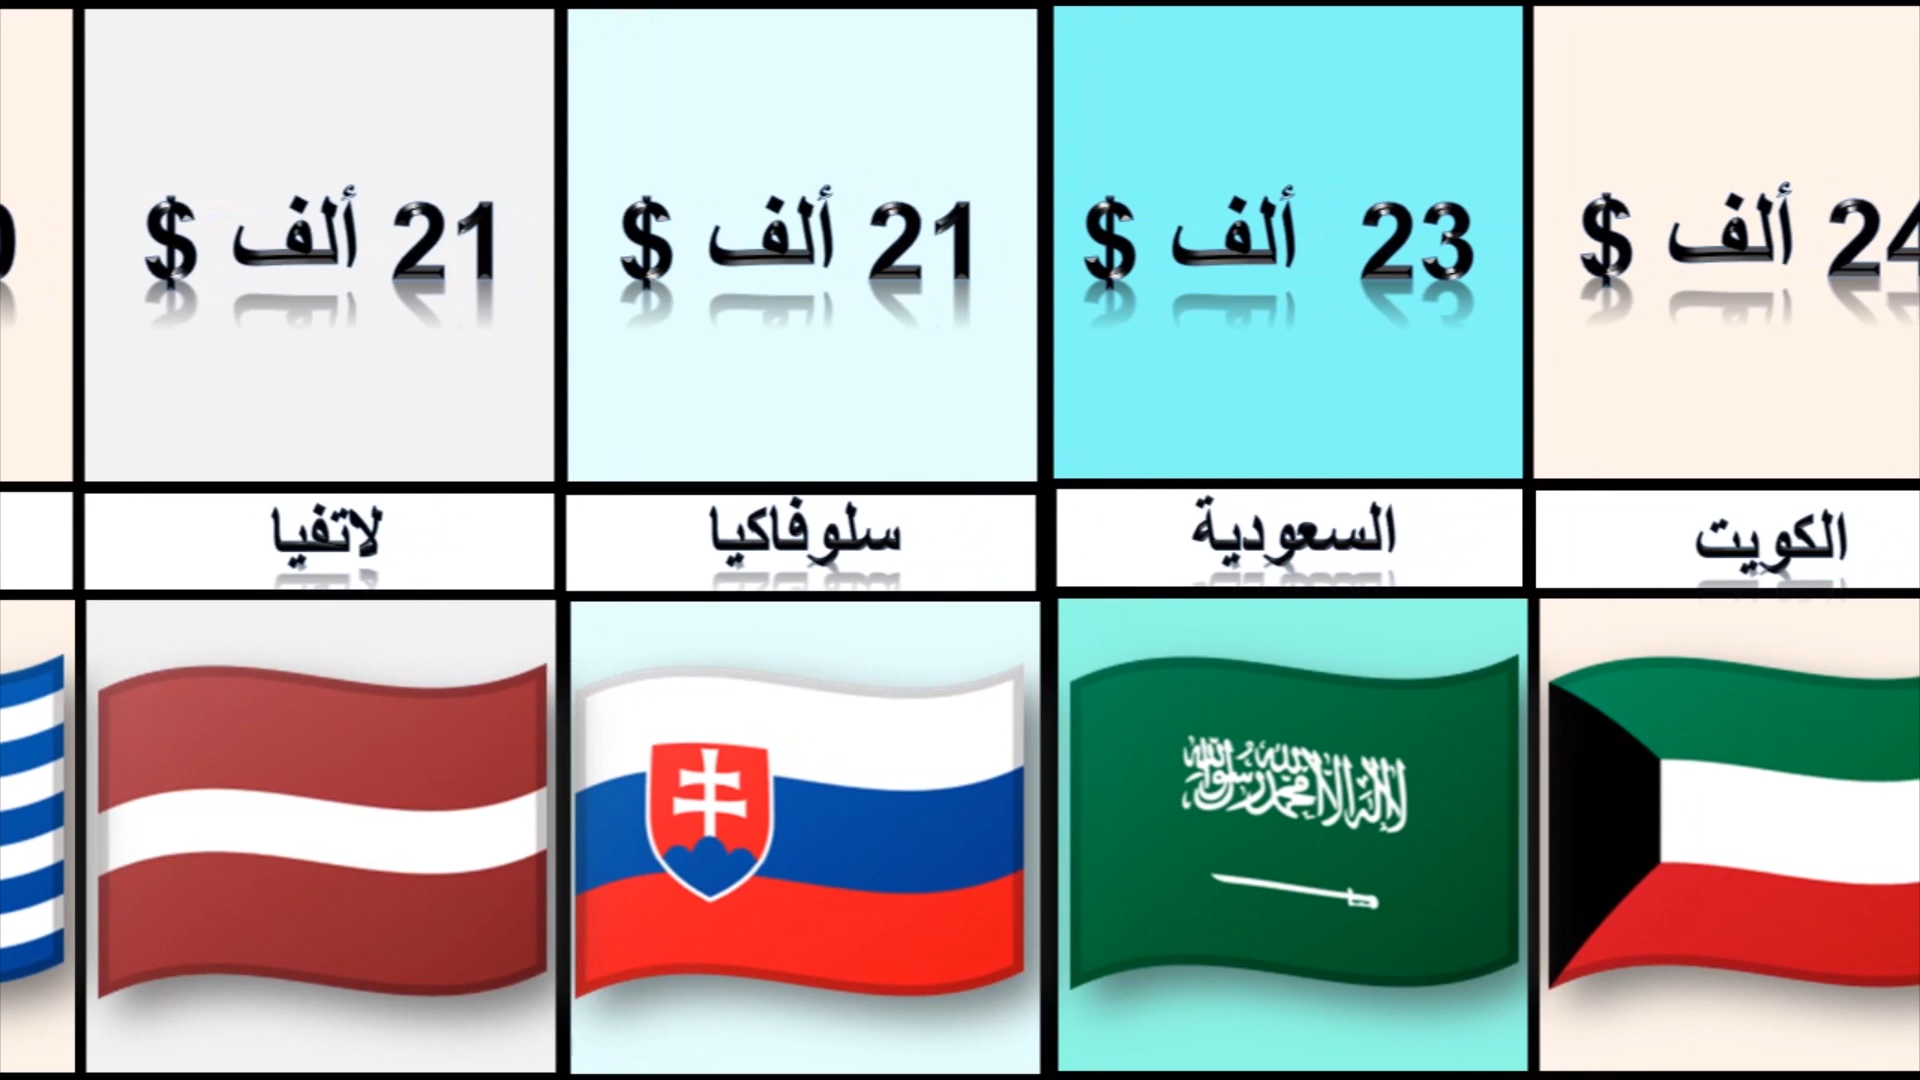 21 ألف $
21 ألف $
23 ألف $
24 ألف $
لاتفيا
سلوفاكيا
السعودية
الكويت
لا إله إلا الله محمد رسول الله